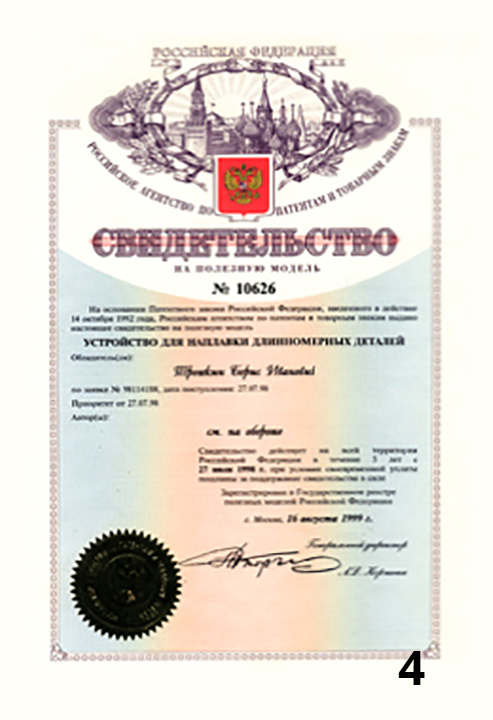 РОССИЙСКАЯ ФЕДЕРАЦИЯ
РОССИЙСКОЕ АГЕНТСТВО ПО ПАТЕНТАМ И ТОВАРНЫМ ЗНАКАМ
СВИДЕТЕЛЬСТВО
НА ПОЛЕЗНУЮ МОДЕЛЬ
№ 10626
На основании Патентного закона Российской Федерации, введенного в действие
14 октября 1992 года, Российским агентством по патентам и товарным знакам выдано
настоящее свидетельство на полезную модель
УСТРОЙСТВО ДЛЯ НАПЛАВКИ ДЛИННОМЕРНЫХ ДЕТАЛЕЙ
Обладатель(ли):
Борис Иванович
по заявке № 98114188, дата поступления: 27.07.98
Приоритет от 27.07.98
Автор(ы):
см. на обороте
Свидетельство действует на всей территории
Российской Федерации в течение 5 лет с
27 июля 1998 г. при условии своевременной уплаты
пошлины за поддержание свидетельства в силе
Зарегистрирован в Государственном реестре
полезных моделей Российской Федерации
г. Москва, 16 августа 1999 г.
Генеральный директор
А.Д. Корчагин
4